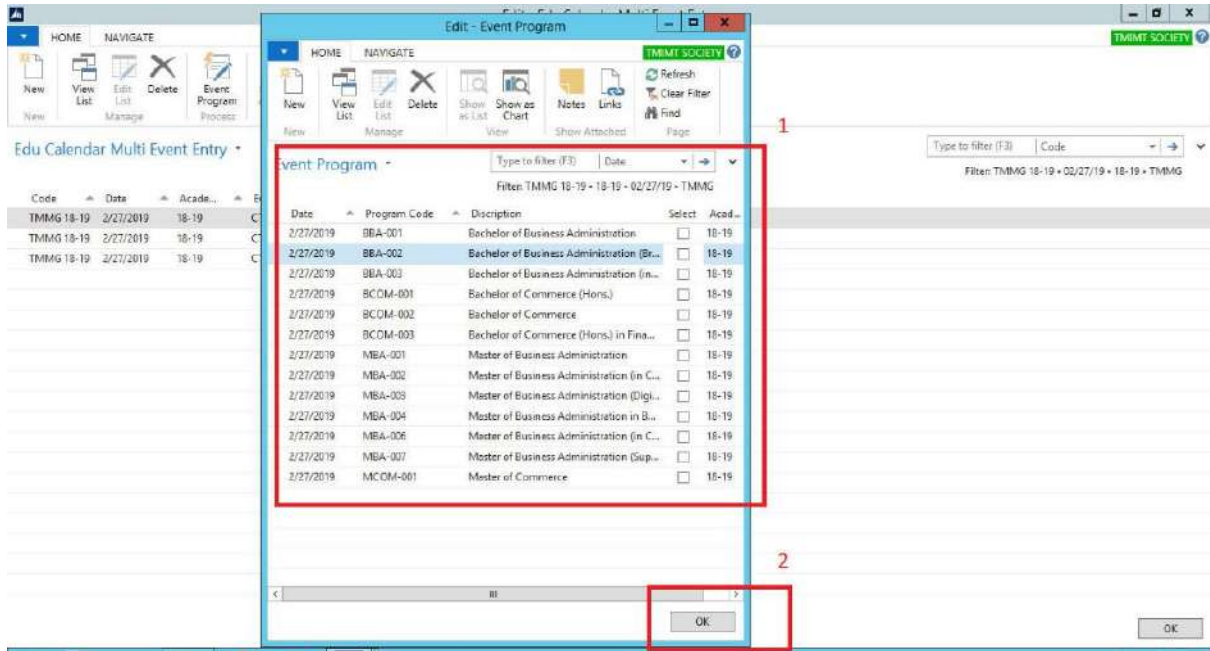 HOME NAVIGATE
TMIMT SOCIETY
New
View List
Edit List
Delete
Event Program
New Manage Process
Edu Calendar Multi Event Entry
Type to filter (F3) Code
Filter: TMMG 18-19 • 02/27/19 • 18-19 • TMMG
Code Date Acade...
TMMG 18-19 2/27/2019 18-19
TMMG 18-19 2/27/2019 18-19
TMMG 18-19 2/27/2019 18-19
OK
Edit - Event Program
HOME NAVIGATE
TMIMT SOCIETY
New
View List
Edit List
Delete
Show as List
Show as Chart
Notes
Links
Refresh
Clear Filter
Find
New Manage View Show Attached Page
1
Event Program
Type to filter (F3) Date
Filter: TMMG 18-19 • 18-19 • 02/27/19 • TMMG
Date Program Code Discription Select Acad...
2/27/2019 BBA-001 Bachelor of Business Administration 18-19
2/27/2019 BBA-002 Bachelor of Business Administration (Br... 18-19
2/27/2019 BBA-003 Bachelor of Business Administration (in... 18-19
2/27/2019 BCOM-001 Bachelor of Commerce (Hons.) 18-19
2/27/2019 BCOM-002 Bachelor of Commerce 18-19
2/27/2019 BCOM-003 Bachelor of Commerce (Hons.) in Fina... 18-19
2/27/2019 MBA-001 Master of Business Administration 18-19
2/27/2019 MBA-002 Master of Business Administration (in C... 18-19
2/27/2019 MBA-003 Master of Business Administration (Digi... 18-19
2/27/2019 MBA-004 Master of Business Administration in B... 18-19
2/27/2019 MBA-006 Master of Business Administration (in C... 18-19
2/27/2019 MBA-007 Master of Business Administration (Sup... 18-19
2/27/2019 MCOM-001 Master of Commerce 18-19
2
OK